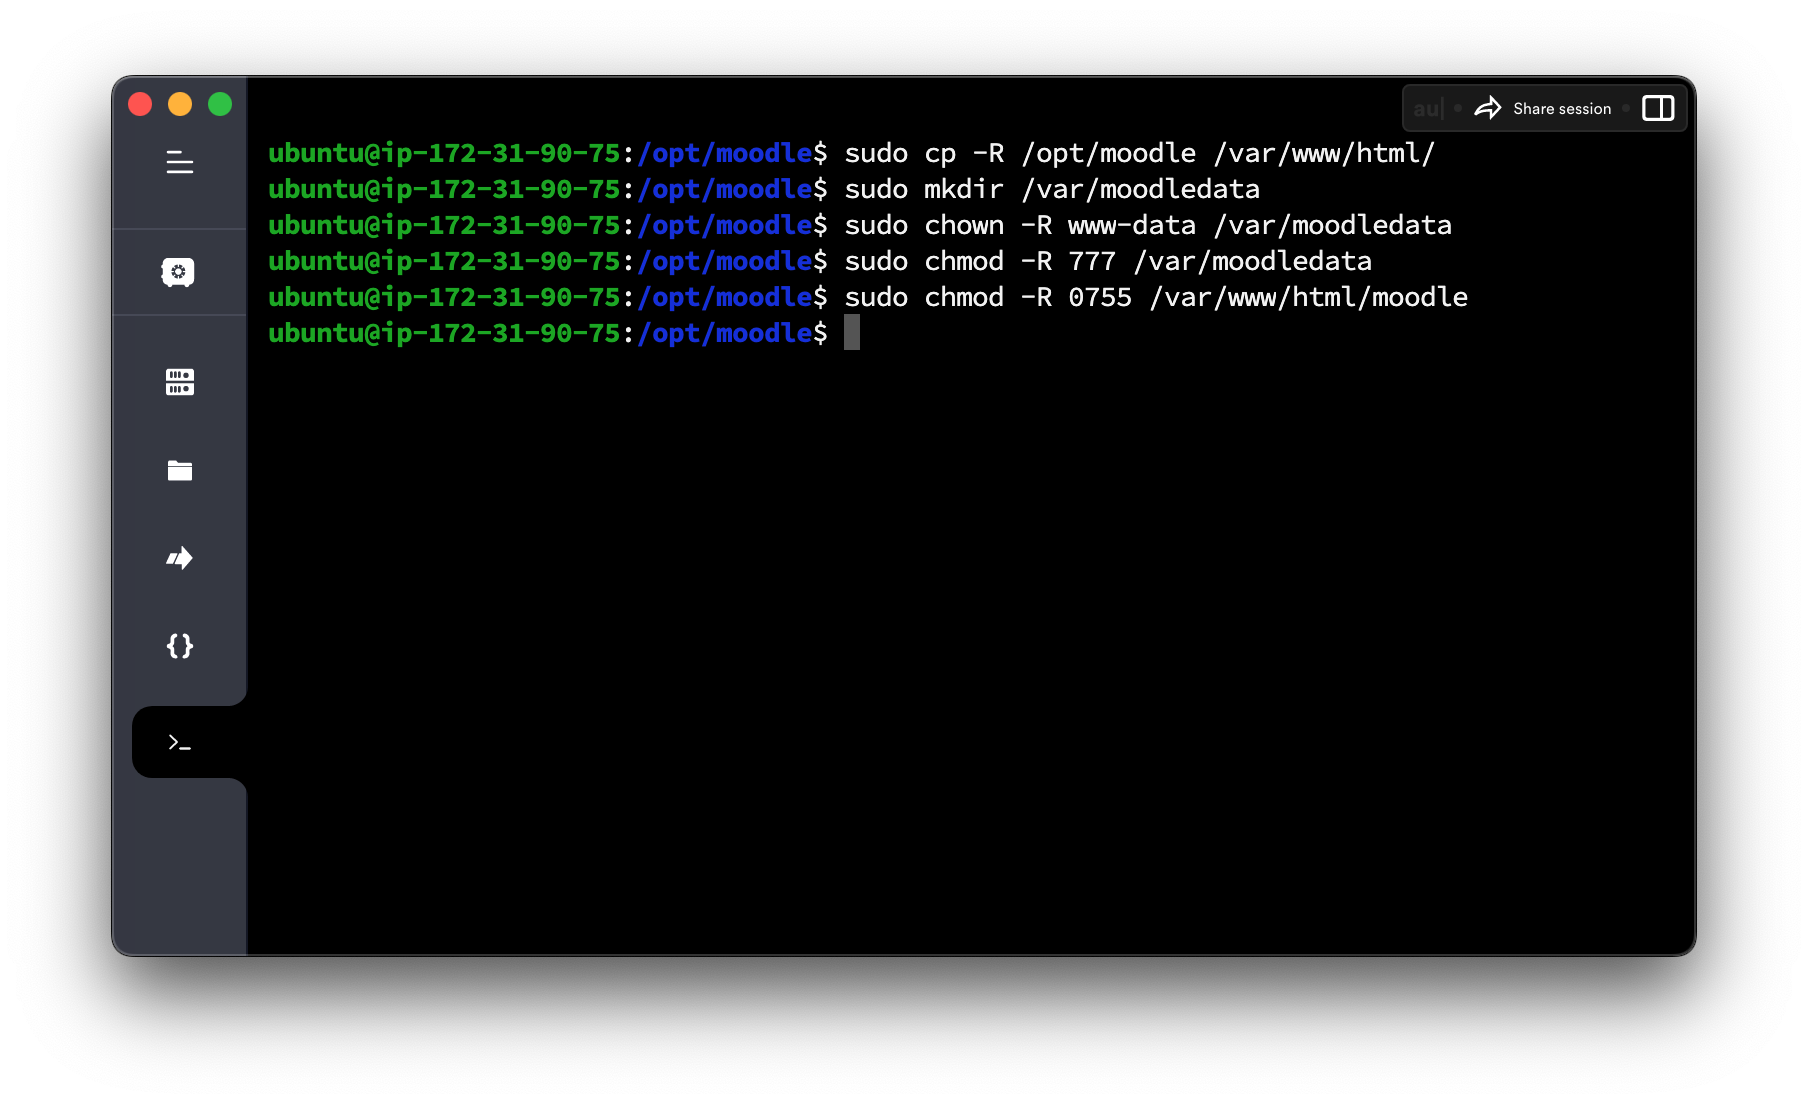 au| • Share session •
ubuntu@ip-172-31-90-75:/opt/moodle$ sudo cp -R /opt/moodle /var/www/html/
ubuntu@ip-172-31-90-75:/opt/moodle$ sudo mkdir /var/moodledata
ubuntu@ip-172-31-90-75:/opt/moodle$ sudo chown -R www-data /var/moodledata
ubuntu@ip-172-31-90-75:/opt/moodle$ sudo chmod -R 777 /var/moodledata
ubuntu@ip-172-31-90-75:/opt/moodle$ sudo chmod -R 0755 /var/www/html/moodle
ubuntu@ip-172-31-90-75:/opt/moodle$